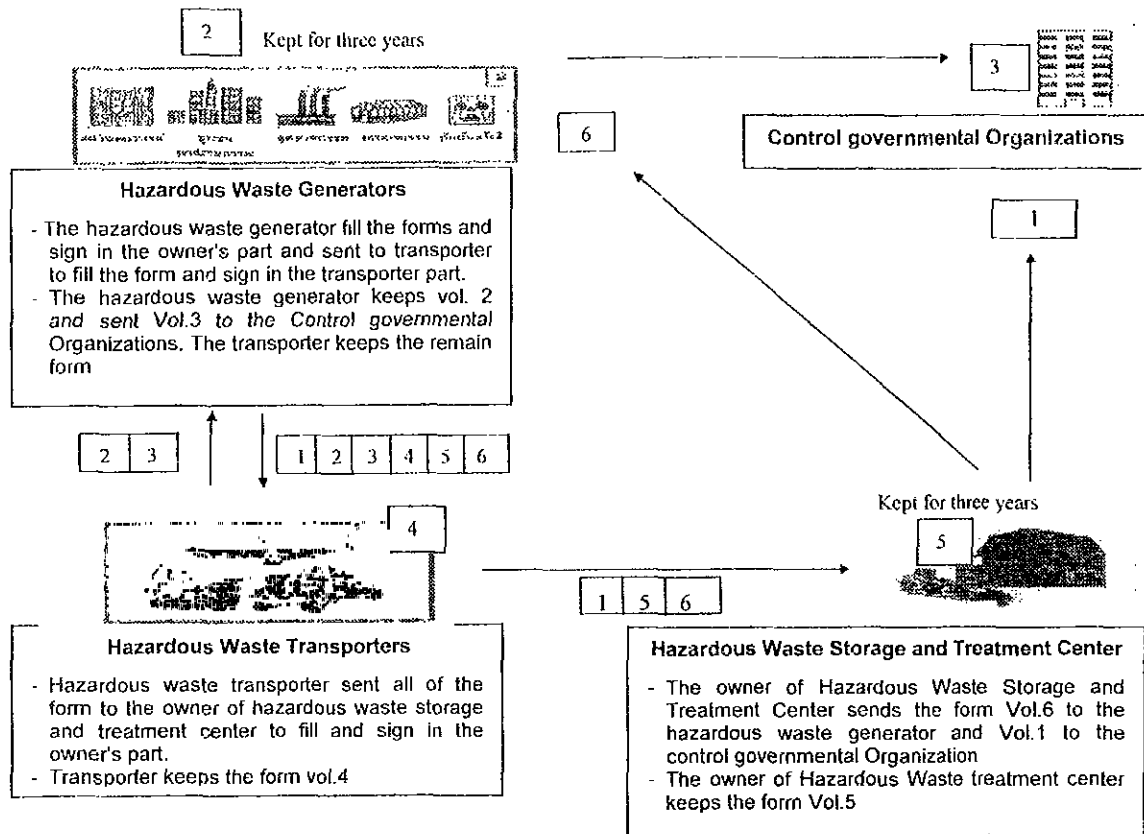 2 Kept for three years
3
6
Control governmental Organizations
1
Hazardous Waste Generators
- The hazardous waste generator fill the forms and
sign in the owner's part and sent to transporter
to fill the form and sign in the transporter part.
- The hazardous waste generator keeps vol. 2
and sent Vol.3 to the Control governmental
Organizations. The transporter keeps the remain
form
2 3
1 2 3 4 5 6
4
Kept for three years
5
1 5 6
Hazardous Waste Transporters
- Hazardous waste transporter sent all of the
form to the owner of hazardous waste storage
and treatment center to fill and sign in the
owner's part.
- Transporter keeps the form vol.4
Hazardous Waste Storage and Treatment Center
- The owner of Hazardous Waste Storage and
Treatment Center sends the form Vol.6 to the
hazardous waste generator and Vol.1 to the
control governmental Organization
- The owner of Hazardous Waste treatment center
keeps the form Vol.5